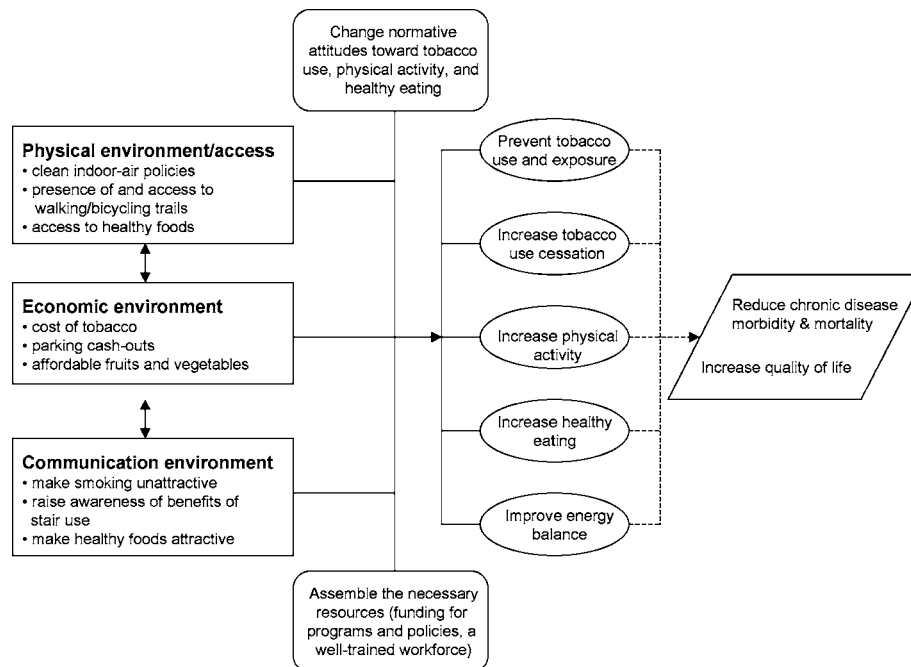 Change normative
attitudes toward tobacco
use, physical activity, and
healthy eating
Physical environment/access
• clean indoor-air policies
• presence of and access to
walking/bicycling trails
• access to healthy foods
Economic environment
• cost of tobacco
• parking cash-outs
• affordable fruits and vegetables
Communication environment
• make smoking unattractive
• raise awareness of benefits of
stair use
• make healthy foods attractive
Assemble the necessary
resources (funding for
programs and policies, a
well-trained workforce)
Prevent tobacco
use and exposure
Increase tobacco
use cessation
Increase physical
activity
Increase healthy
eating
Improve energy
balance
Reduce chronic disease
morbidity & mortality
Increase quality of life